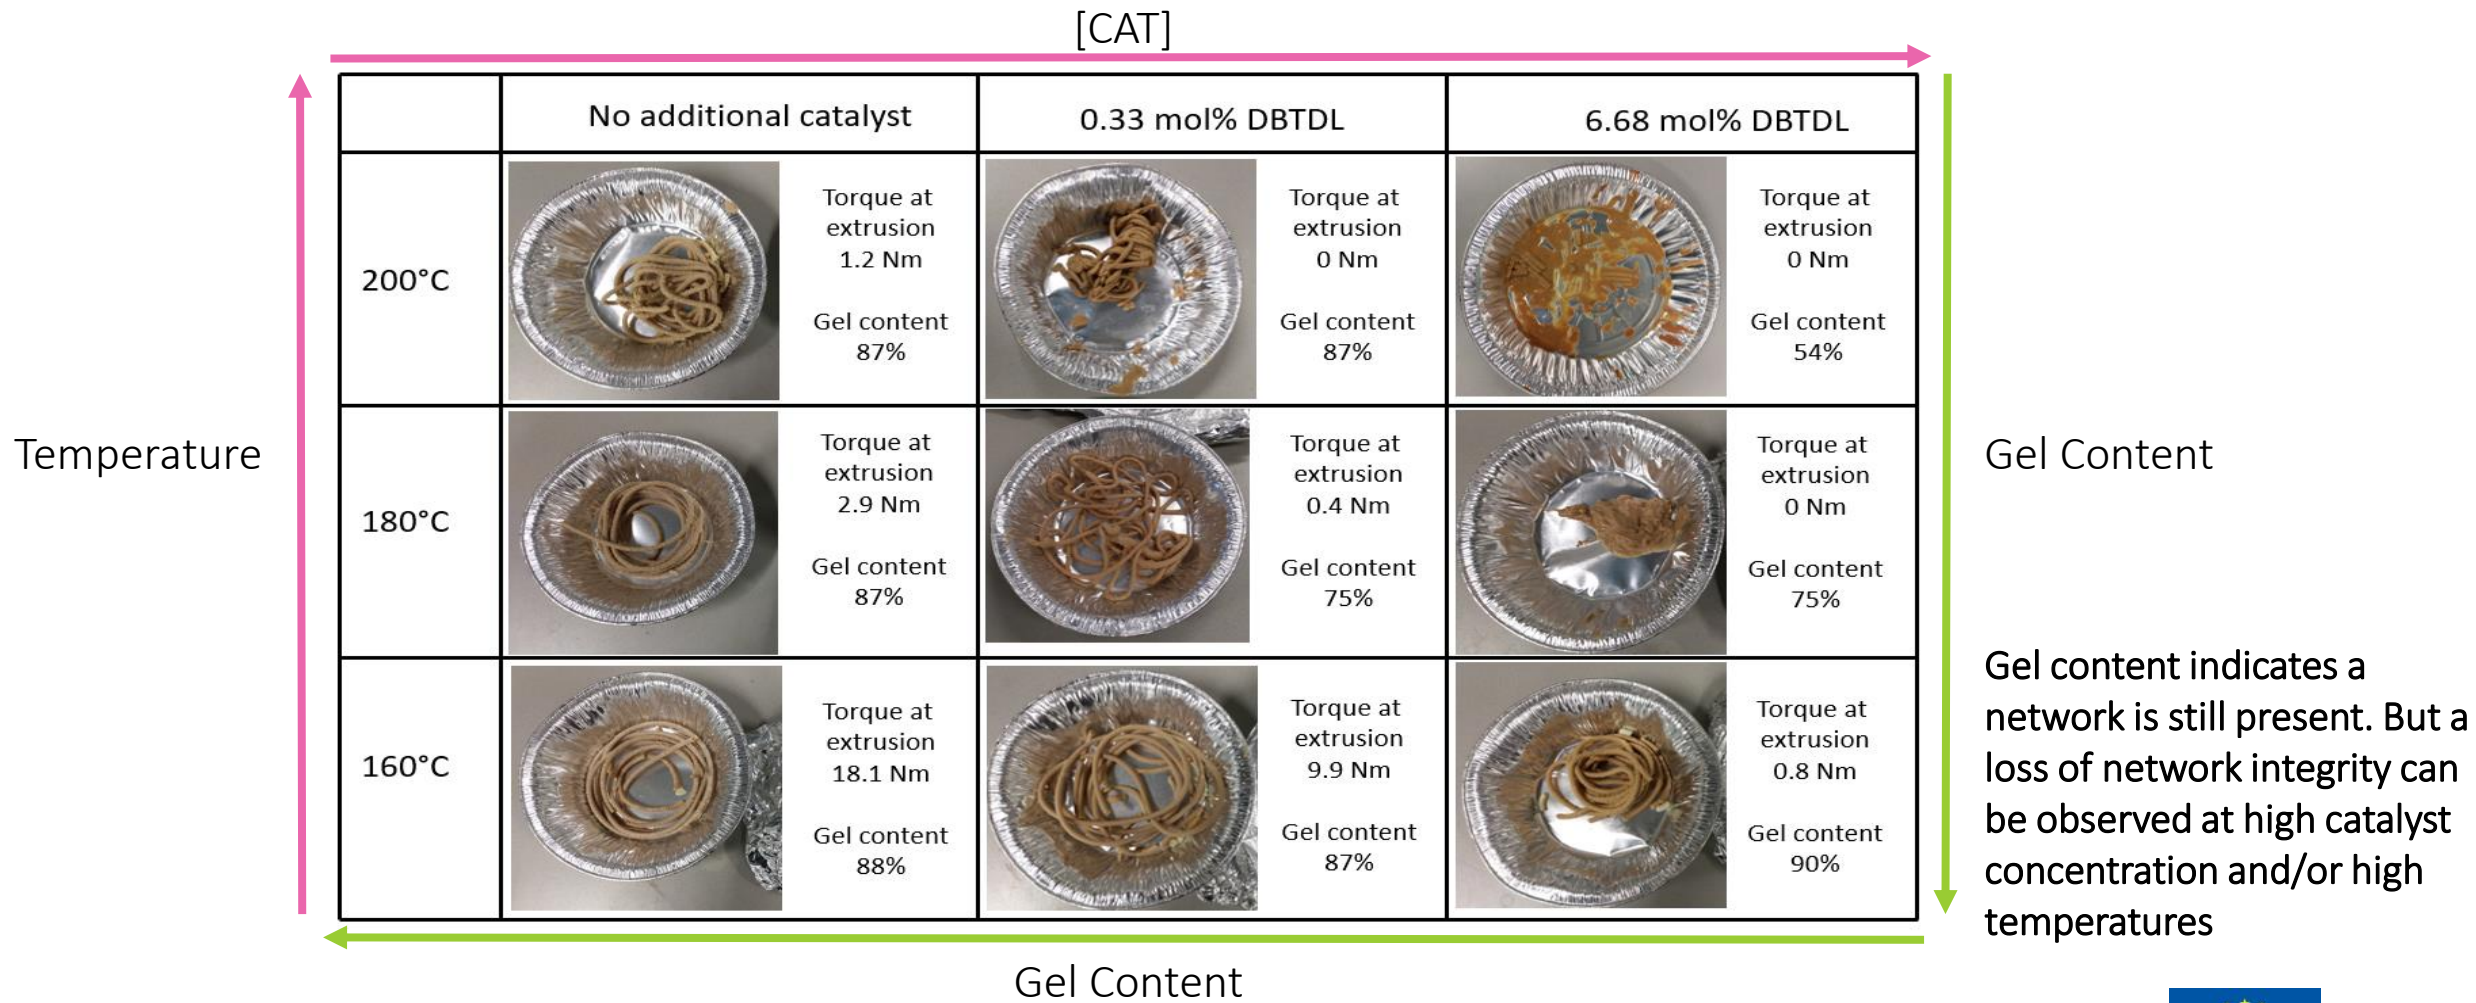 [CAT]
No additional catalyst
0.33 mol% DBTDL
6.68 mol% DBTDL
200°C
Torque at
extrusion
1.2 Nm
Gel content
87%
Torque at
extrusion
0 Nm
Gel content
87%
Torque at
extrusion
0 Nm
Gel content
54%
Temperature
180°C
Torque at
extrusion
2.9 Nm
Gel content
87%
Torque at
extrusion
0.4 Nm
Gel content
75%
Torque at
extrusion
0 Nm
Gel content
75%
Gel Content
160°C
Torque at
extrusion
18.1 Nm
Gel content
88%
Torque at
extrusion
9.9 Nm
Gel content
87%
Torque at
extrusion
0.8 Nm
Gel content
90%
Gel content indicates a
network is still present. But a
loss of network integrity can
be observed at high catalyst
concentration and/or high
temperatures
Gel Content